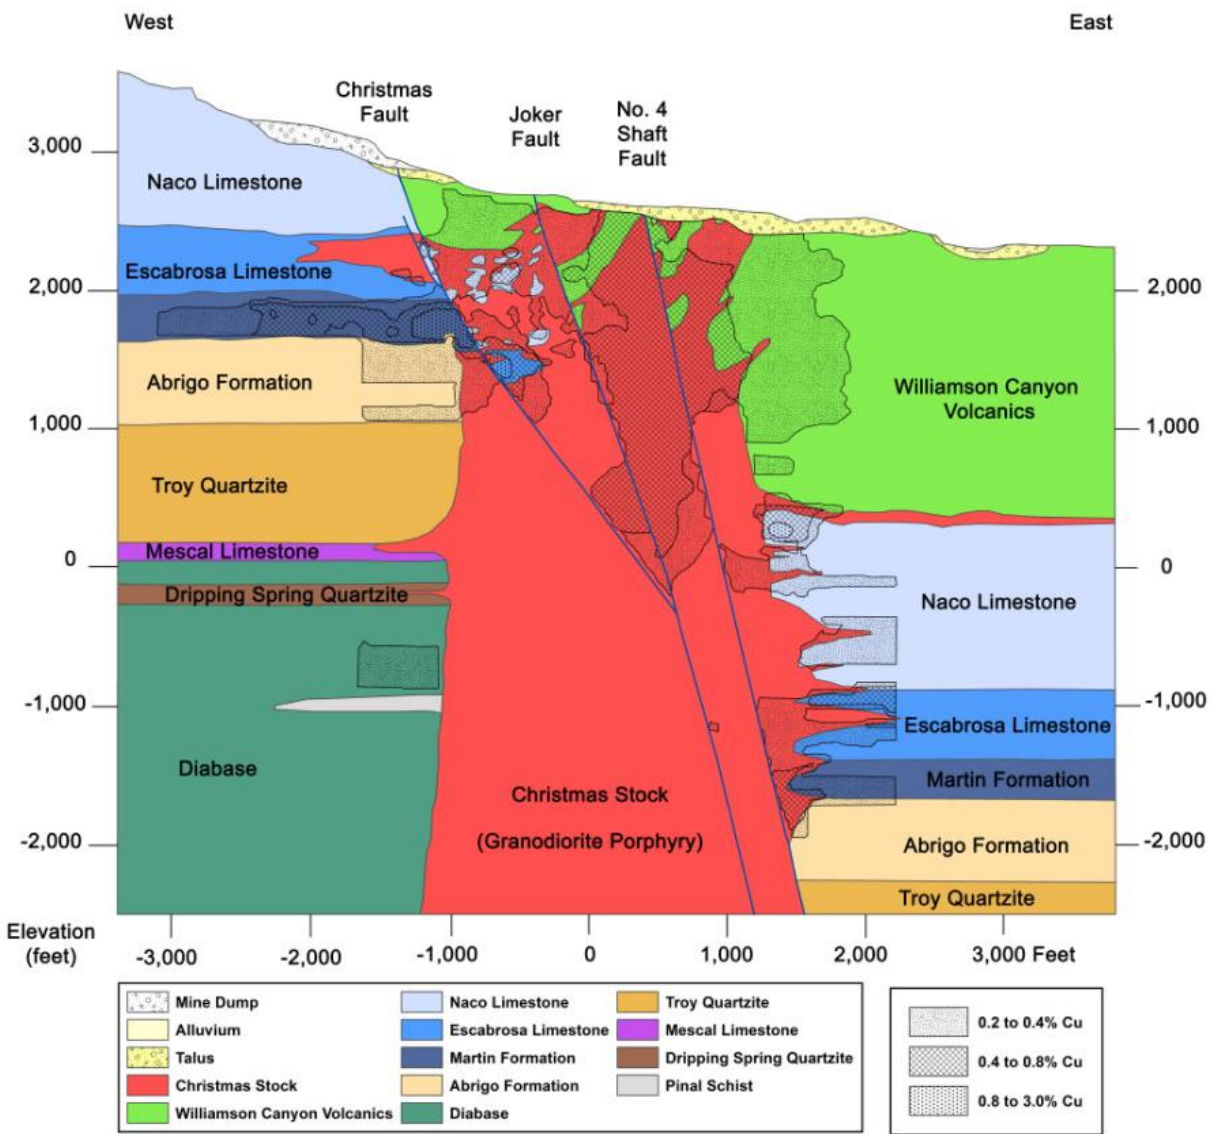 West
East
Christmas
Fault
Joker
Fault
No. 4
Shaft
Fault
3,000
Naco Limestone
Escabrosa Limestone
2,000
2,000
Abrigo Formation
Williamson Canyon
Volcanics
1,000
1,000
Troy Quartzite
Mescal Limestone
0
0
Dripping Spring Quartzite
Naco Limestone
-1,000
-1,000
Escabrosa Limestone
Diabase
Martin Formation
Christmas Stock
(Granodiorite Porphyry)
-2,000
-2,000
Abrigo Formation
Troy Quartzite
Elevation
(feet)
-3,000
-2,000
-1,000
0
1,000
2,000
3,000 Feet
Mine Dump
Alluvium
Talus
Christmas Stock
Williamson Canyon Volcanics
Naco Limestone
Escabrosa Limestone
Martin Formation
Abrigo Formation
Diabase
Troy Quartzite
Mescal Limestone
Dripping Spring Quartzite
Pinal Schist
0.2 to 0.4% Cu
0.4 to 0.8% Cu
0.8 to 3.0% Cu